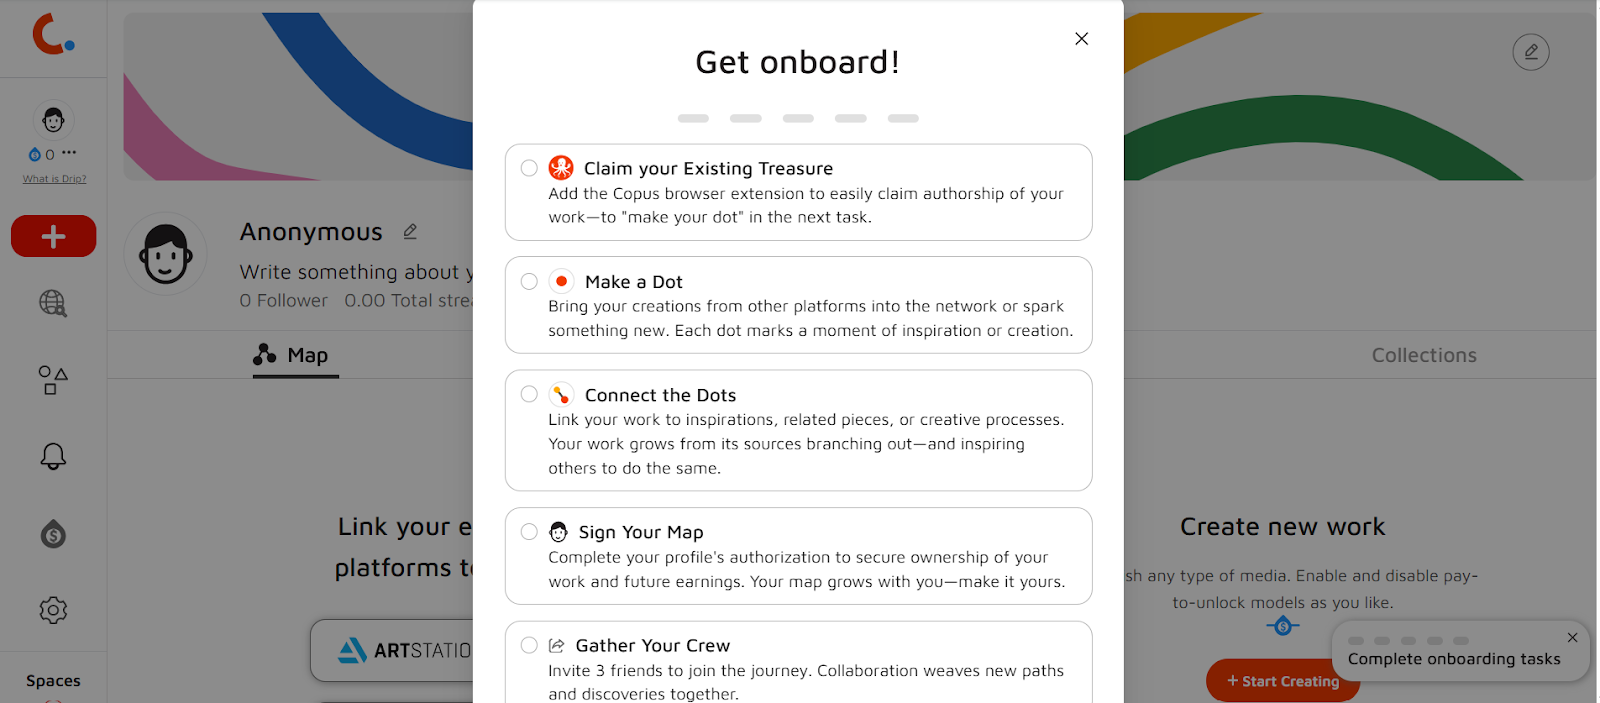 Get onboard!
Claim your Existing Treasure
Add the Copus browser extension to easily claim authorship of your
work—to "make your dot" in the next task.
Make a Dot
Bring your creations from other platforms into the network or spark
something new. Each dot marks a moment of inspiration or creation.
Connect the Dots
Link your work to inspirations, related pieces, or creative processes.
Your work grows from its sources branching out—and inspiring
others to do the same.
Sign Your Map
Complete your profile's authorization to secure ownership of your
work and future earnings. Your map grows with you—make it yours.
Gather Your Crew
Invite 3 friends to join the journey. Collaboration weaves new paths
and discoveries together.
0 •••
What is Drip?
Spaces
Anonymous
Write something about
0 Follower 0.00 Total
Map
Collections
Link your
platforms
ARTSTATIO
Create new work
any type of media. Enable and disable pay-
to-unlock models as you like.
+ Start Creating
Complete onboarding tasks